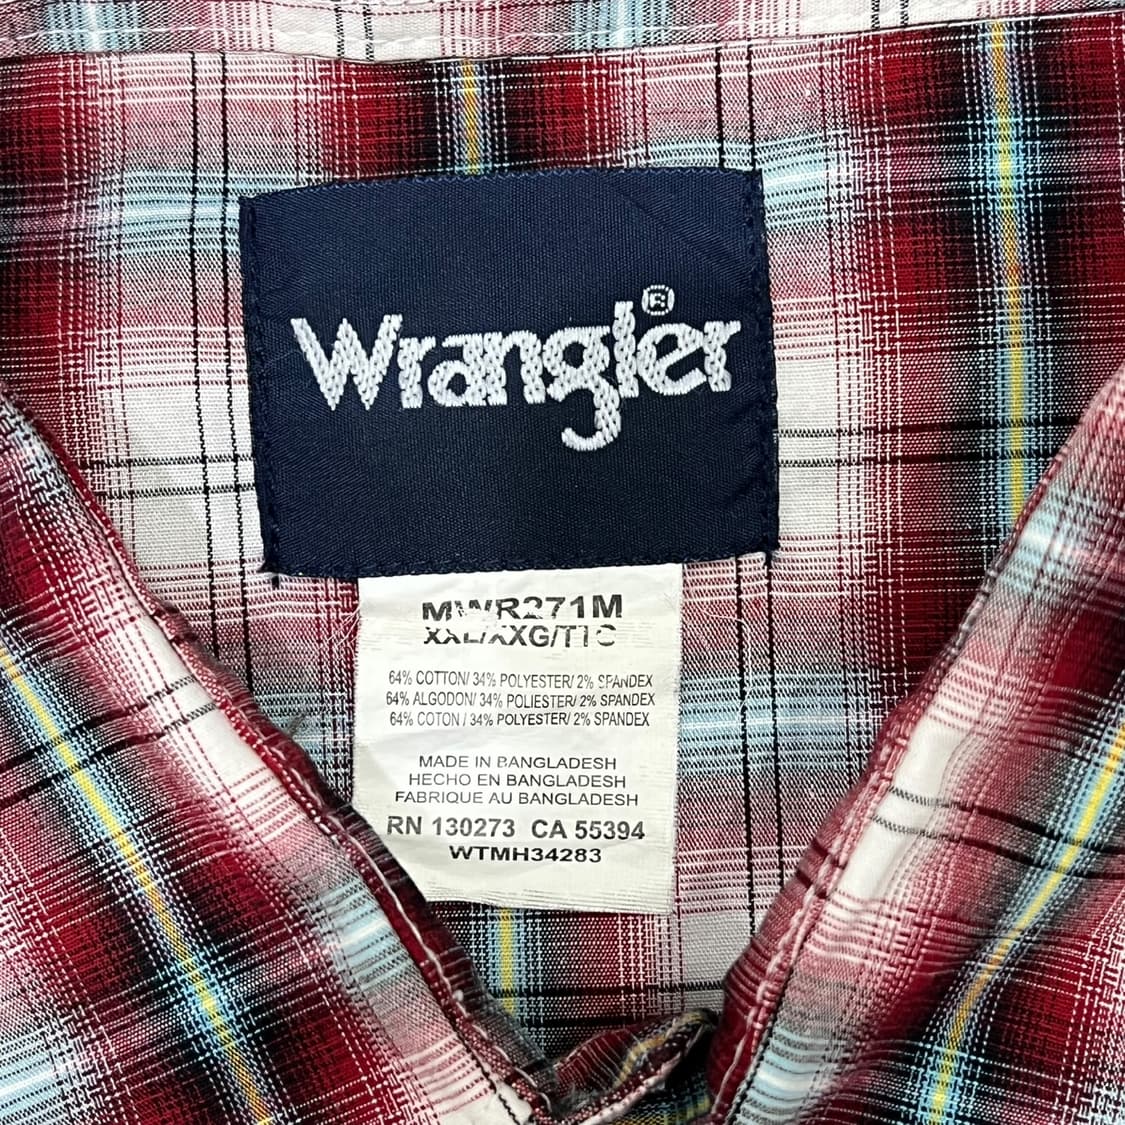 Wrangler®
MWR271M
XXL/XXG/TTC
64% COTTON/ 34% POLYESTER/ 2% SPANDEX
64% ALGODON/ 34% POLIESTER/ 2% SPANDEX
64% COTON / 34% POLYESTER/ 2% SPANDEX
MADE IN BANGLADESH
HECHO EN BANGLADESH
FABRIQUE AU BANGLADESH
RN 130273 CA 55394
WTMH34283